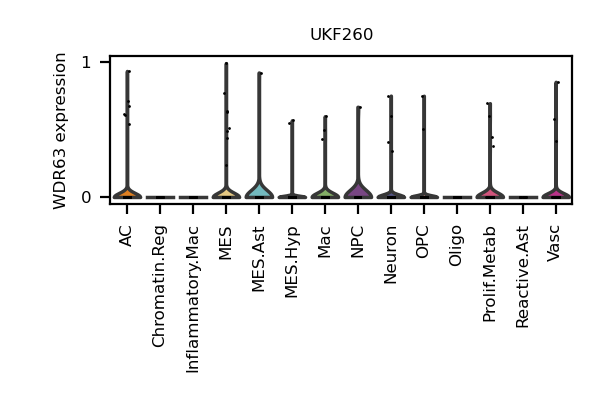 UKF260
WDR63 expression
1
0
AC
Chromatin.Reg
Inflammatory.Mac
MES
MES.Ast
MES.Hyp
Mac
NPC
Neuron
OPC
Oligo
Prolif.Metab
Reactive.Ast
Vasc